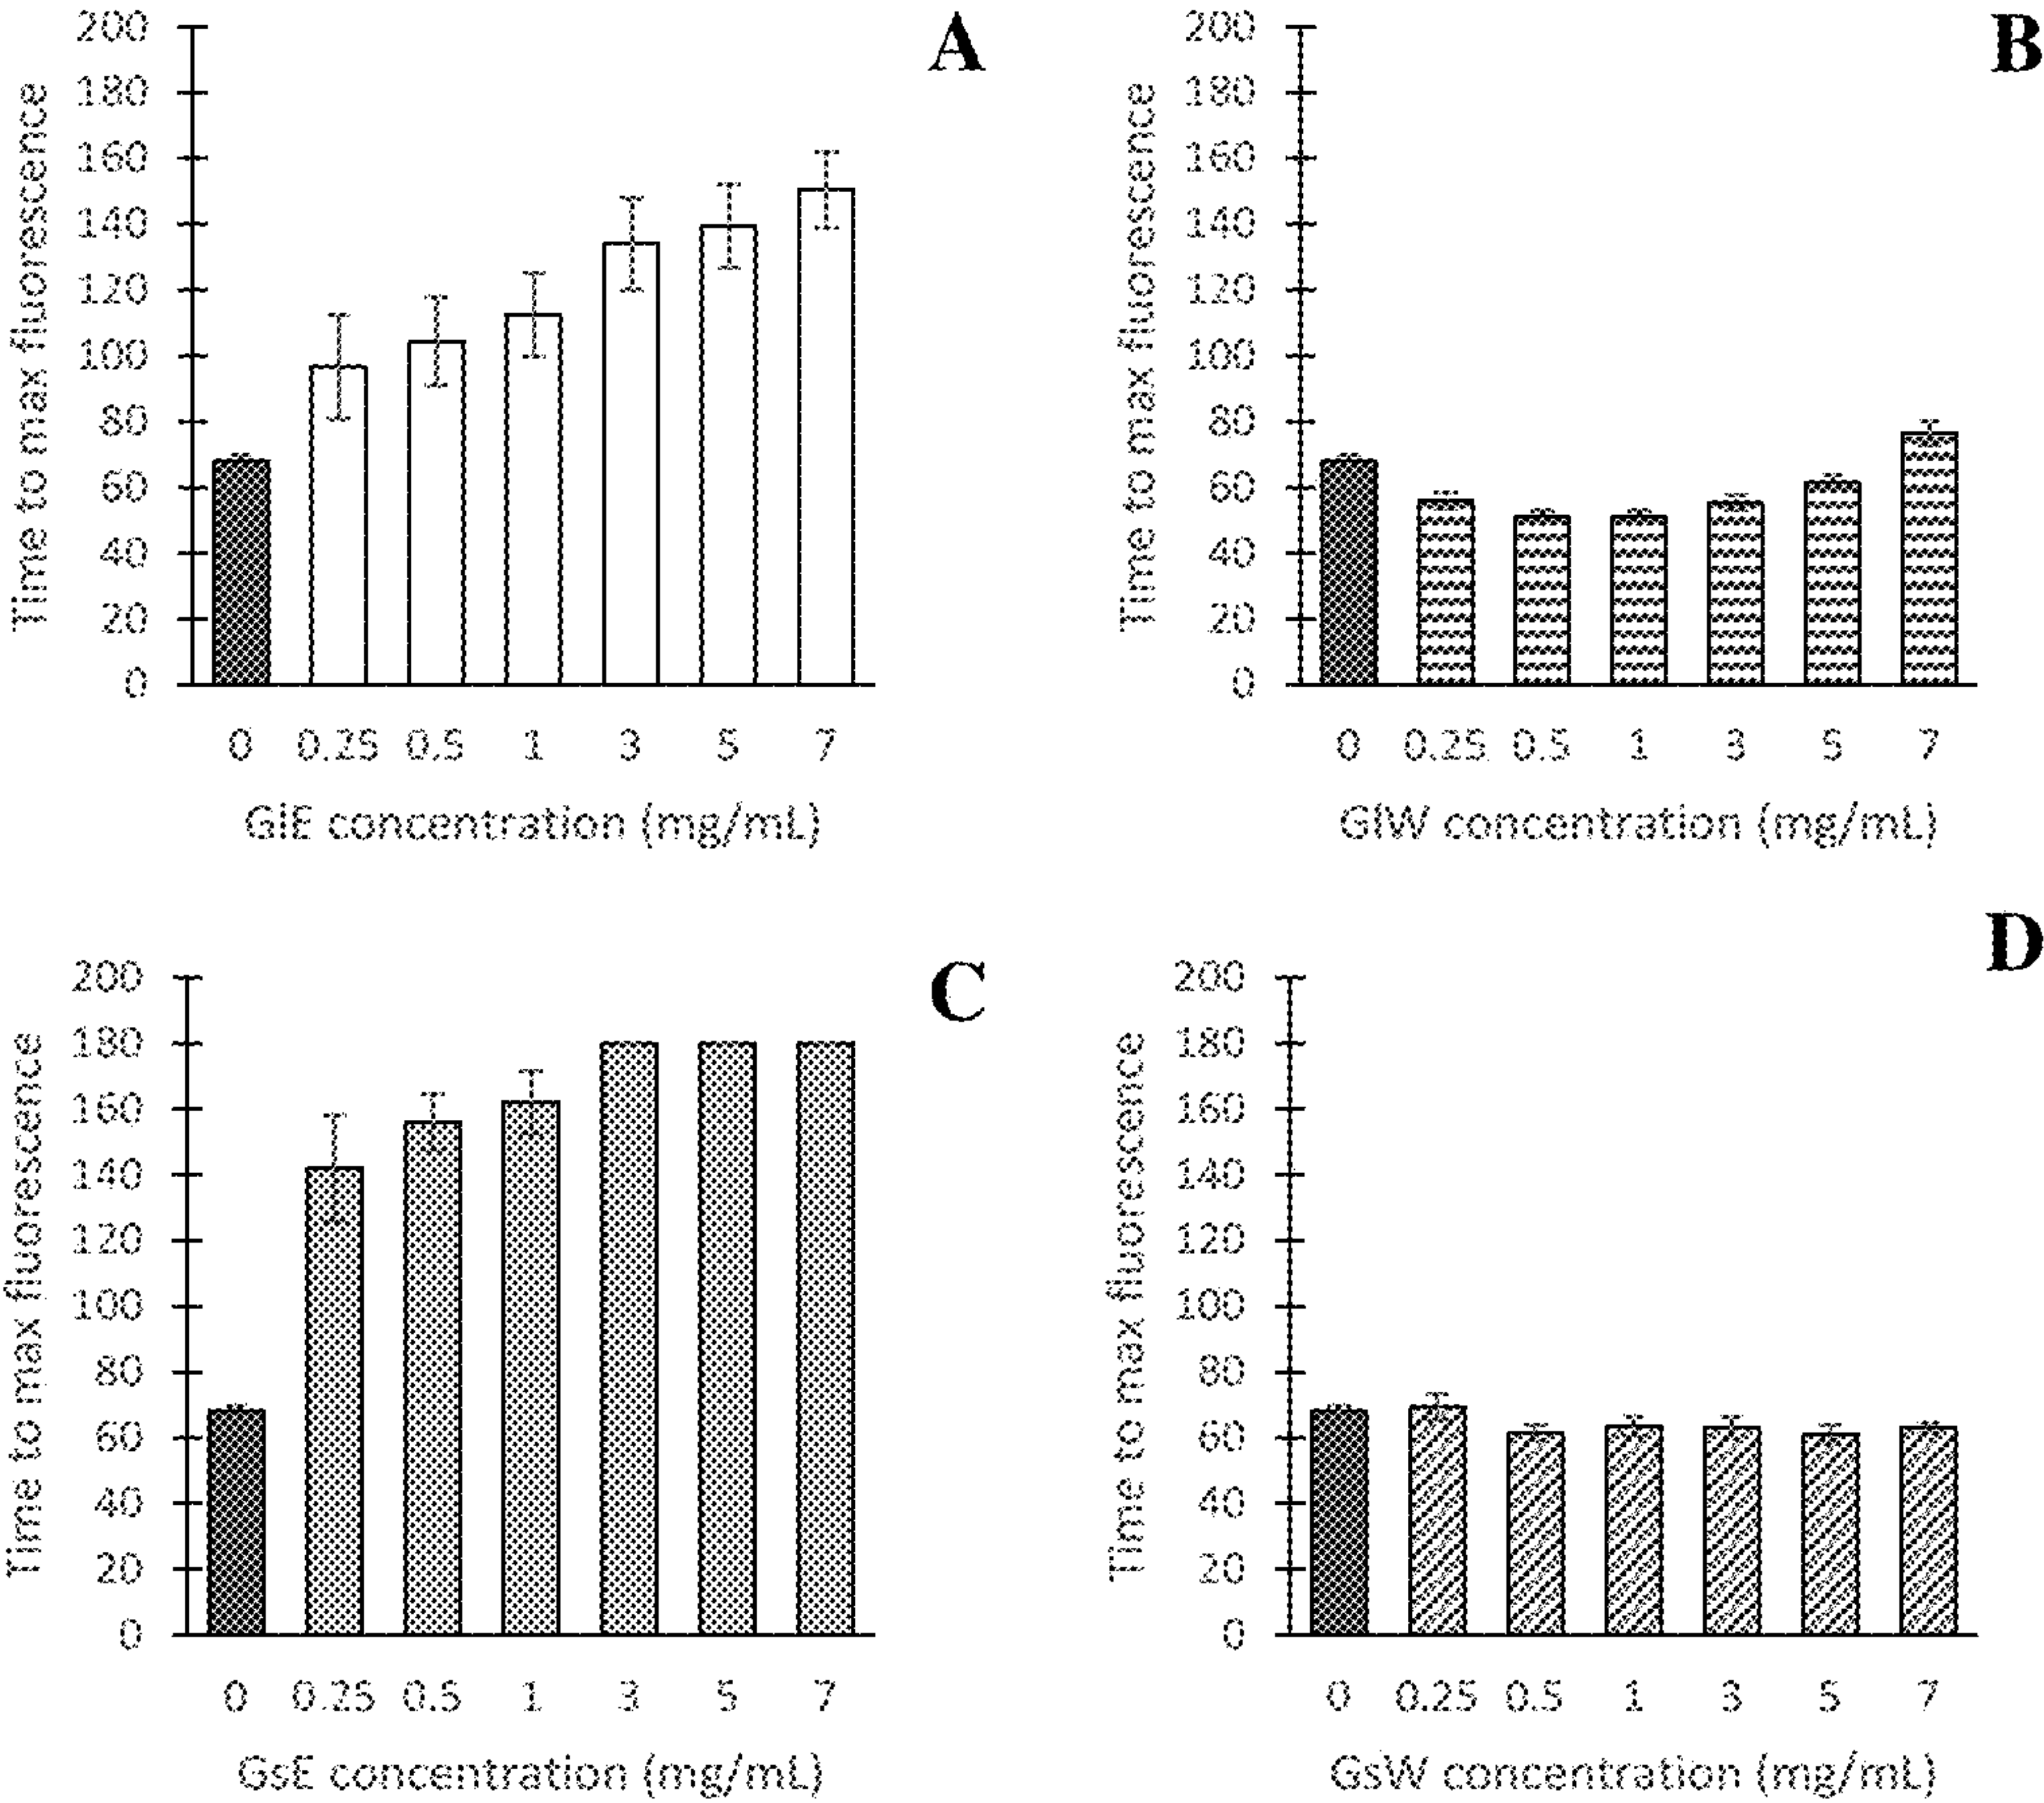 A
Time to max fluorescence
200
180
160
140
120
100
80
60
40
20
0
0 0.25 0.5 1 3 5 7
GlE concentration (mg/mL)
B
Time to max fluorescence
200
180
160
140
120
100
80
60
40
20
0
0 0.25 0.5 1 3 5 7
GlW concentration (mg/mL)
C
Time to max fluorescence
200
180
160
140
120
100
80
60
40
20
0
0 0.25 0.5 1 3 5 7
GsE concentration (mg/mL)
D
Time to max fluorescence
200
180
160
140
120
100
80
60
40
20
0
0 0.25 0.5 1 3 5 7
GsW concentration (mg/mL)